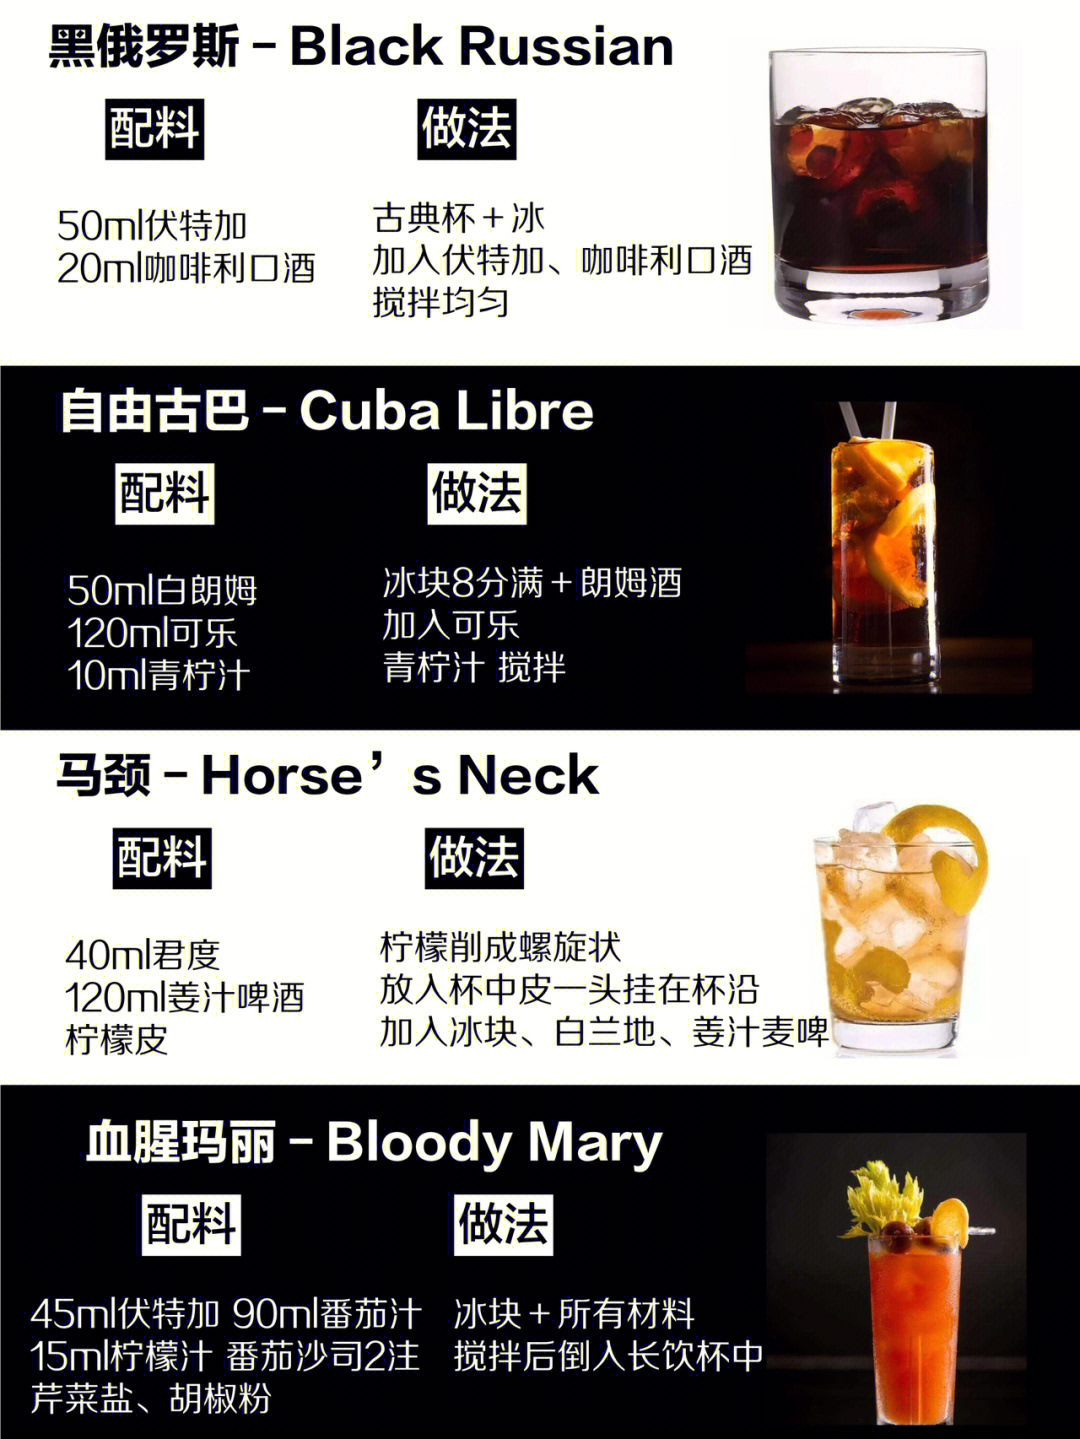 黑俄罗斯 – Black Russian
配料
做法
50ml伏特加
20ml咖啡利口酒
古典杯＋冰
加入伏特加、咖啡利口酒
搅拌均匀
自由古巴 – Cuba Libre
配料
做法
50ml白朗姆
120ml可乐
10ml青柠汁
冰块8分满＋朗姆酒
加入可乐
青柠汁 搅拌
马颈 – Horse’s Neck
配料
做法
40ml君度
120ml姜汁啤酒
柠檬皮
柠檬削成螺旋状
放入杯中皮一头挂在杯沿
加入冰块、白兰地、姜汁麦啤
血腥玛丽 – Bloody Mary
配料
做法
45ml伏特加 90ml番茄汁
15ml柠檬汁 番茄沙司2注
芹菜盐、胡椒粉
冰块＋所有材料
搅拌后倒入长饮杯中